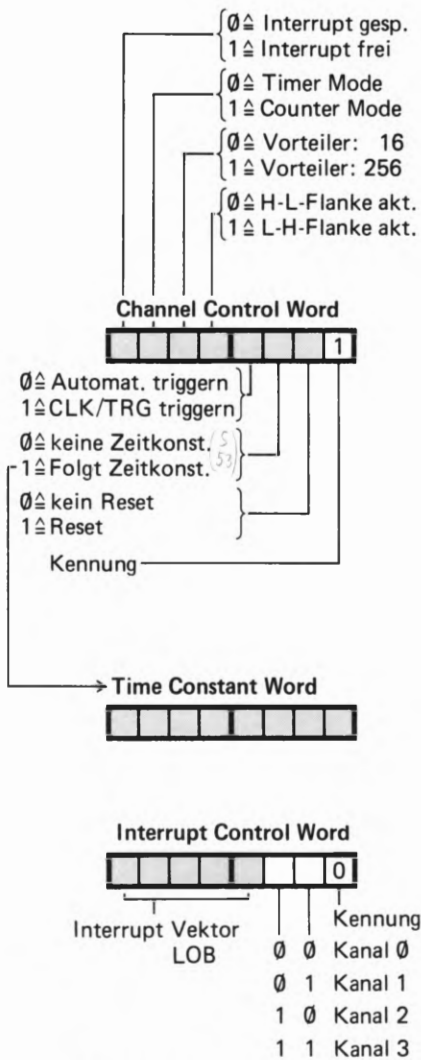 Ø≙ Interrupt gesp.
1≙ Interrupt frei
Ø≙ Timer Mode
1≙ Counter Mode
Ø≙ Vorteiler: 16
1≙ Vorteiler: 256
Ø≙ H-L-Flanke akt.
1≙ L-H-Flanke akt.
Channel Control Word
1
Ø≙ Automat. triggern
1≙CLK/TRG triggern
Ø≙ keine Zeitkonst.
1≙Folgt Zeitkonst.
(S 53)
Ø≙ kein Reset
1≙Reset
Kennung
Time Constant Word
Interrupt Control Word
0
Interrupt Vektor
LOB
Kennung
Ø Ø Kanal Ø
Ø 1 Kanal 1
1 Ø Kanal 2
1 1 Kanal 3